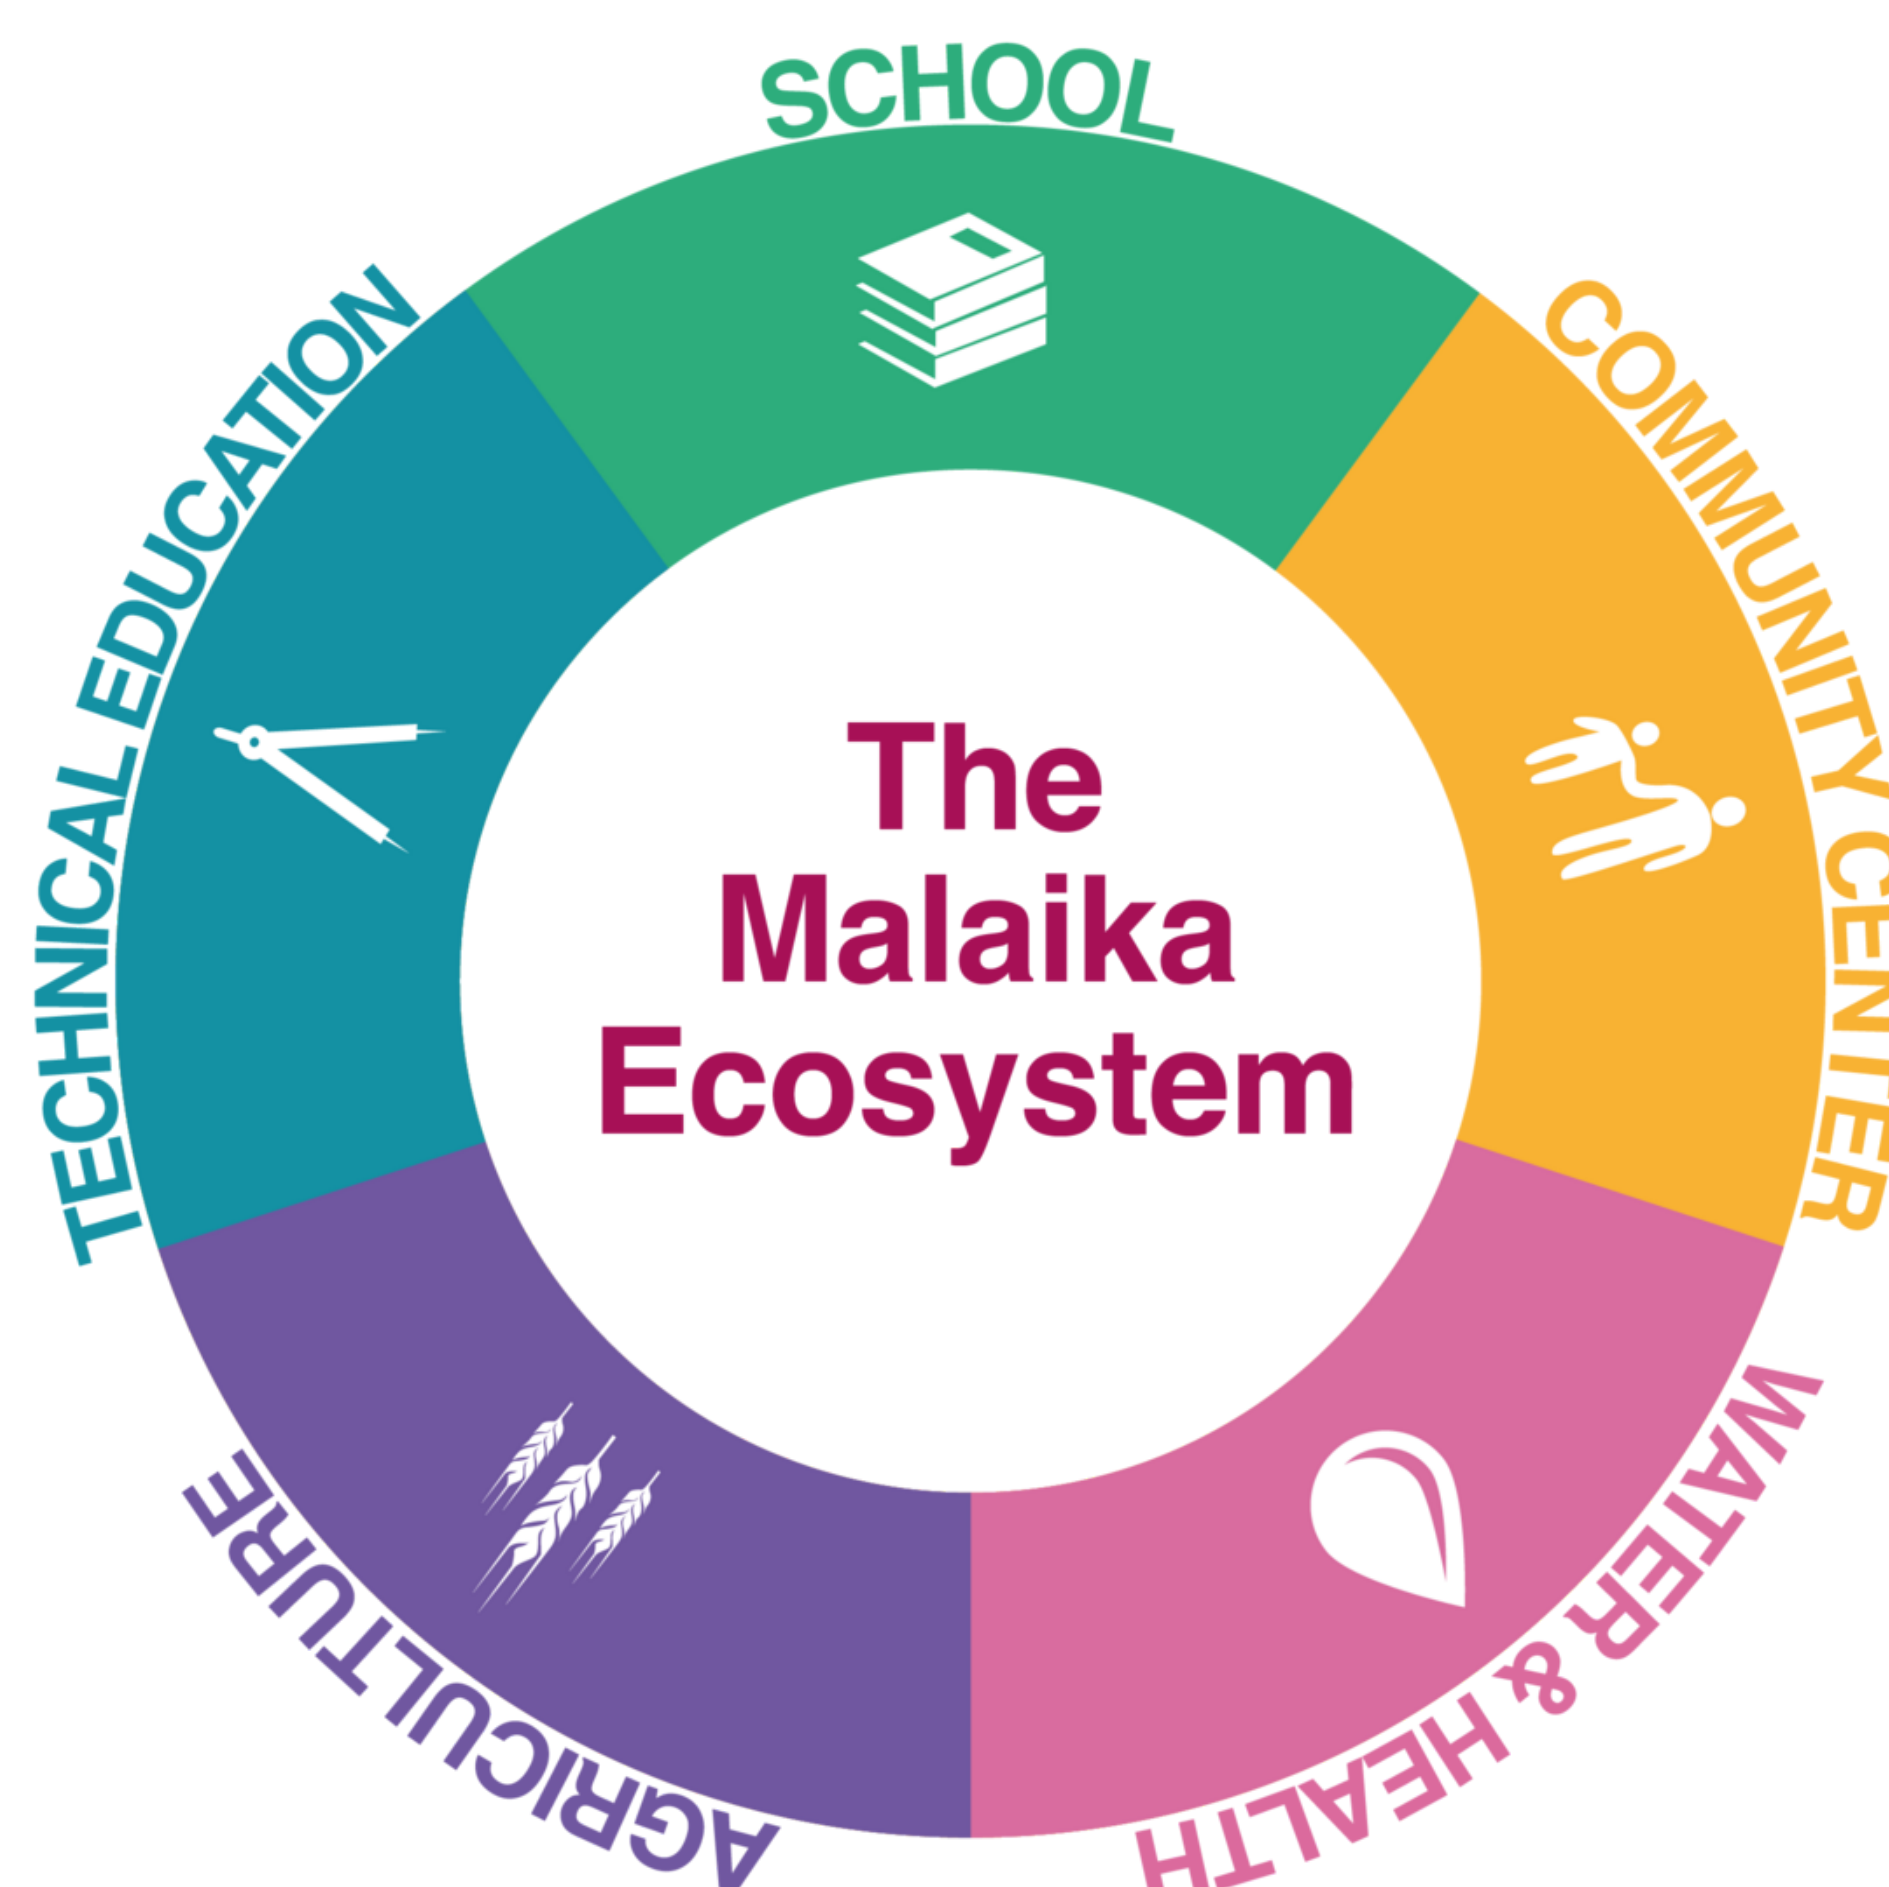 SCHOOL
COMMUNITY CENTER
WATER & HEALTH
AGRICULTURE
TECHNICAL EDUCATION
The
Malaika
Ecosystem